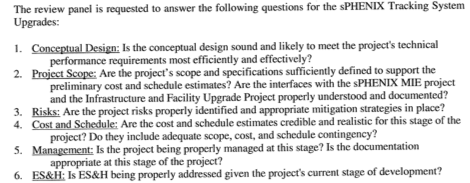 The review panel is requested to answer the following questions for the sPHENIX Tracking System
Upgrades:
1. Conceptual Design: Is the conceptual design sound and likely to meet the project's technical
performance requirements most efficiently and effectively?
2. Project Scope: Are the project's scope and specifications sufficiently defined to support the
preliminary cost and schedule estimates? Are the interfaces with the sPHENIX MIE project
and the Infrastructure and Facility Upgrade Project properly understood and documented?
3. Risks: Are the project risks properly identified and appropriate mitigation strategies in place?
4. Cost and Schedule: Are the cost and schedule estimates credible and realistic for this stage of the
project? Do they include adequate scope, cost, and schedule contingency?
5. Management: Is the project being properly managed at this stage? Is the documentation
appropriate at this stage of the project?
6. ES&H: Is ES&H being properly addressed given the project's current stage of development?